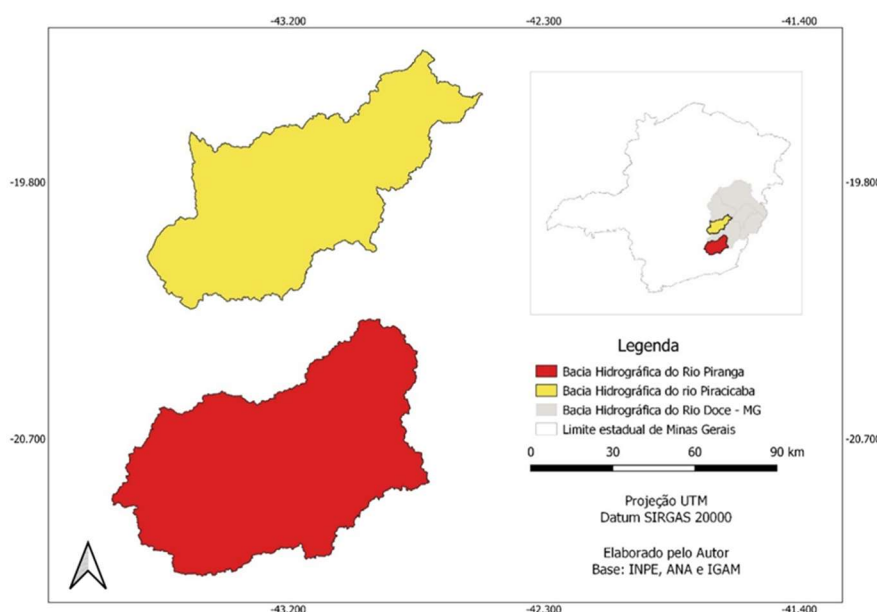 -43.200 -42.300 -41.400
-19.800 -19.800
Legenda
Bacia Hidrográfica do Rio Piranga
Bacia Hidrográfica do rio Piracicaba
Bacia Hidrográfica do Rio Doce - MG
Limite estadual de Minas Gerais
-20.700 -20.700
0 30 60 90 km
Projeção UTM
Datum SIRGAS 20000
Elaborado pelo Autor
Base: INPE, ANA e IGAM
-43.200 -42.300 -41.400